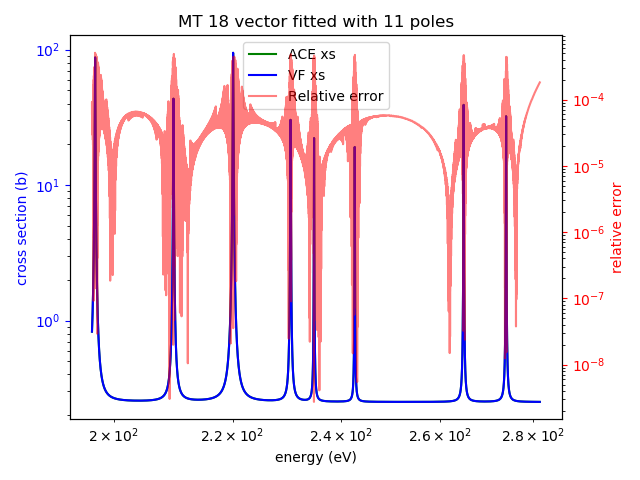 MT 18 vector fitted with 11 poles
ACE xs
VF xs
Relative error
cross section (b)
10²
10¹
10⁰
relative error
10⁻⁴
10⁻⁵
10⁻⁶
10⁻⁷
10⁻⁸
2 × 10²
2.2 × 10²
2.4 × 10²
2.6 × 10²
2.8 × 10²
energy (eV)